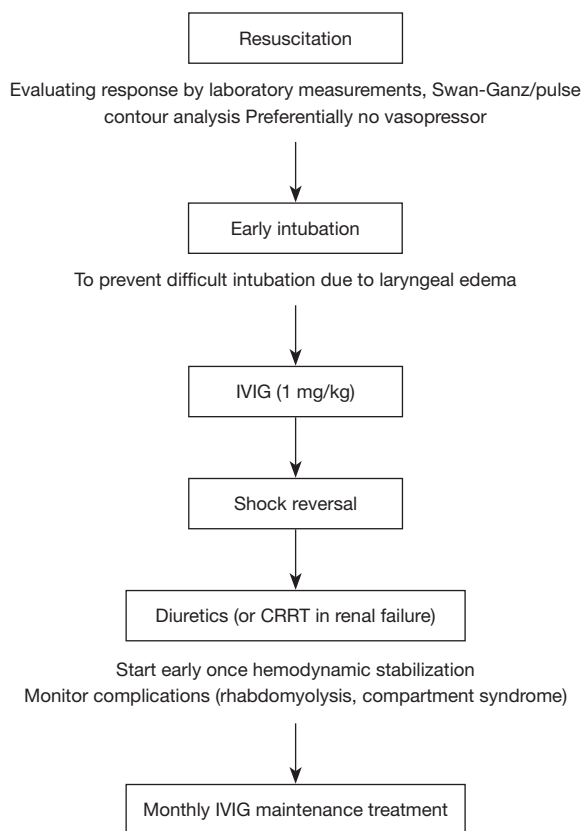 Resuscitation
Evaluating response by laboratory measurements, Swan-Ganz/pulse
contour analysis Preferentially no vasopressor
Early intubation
To prevent difficult intubation due to laryngeal edema
IVIG (1 mg/kg)
Shock reversal
Diuretics (or CRRT in renal failure)
Start early once hemodynamic stabilization
Monitor complications (rhabdomyolysis, compartment syndrome)
Monthly IVIG maintenance treatment